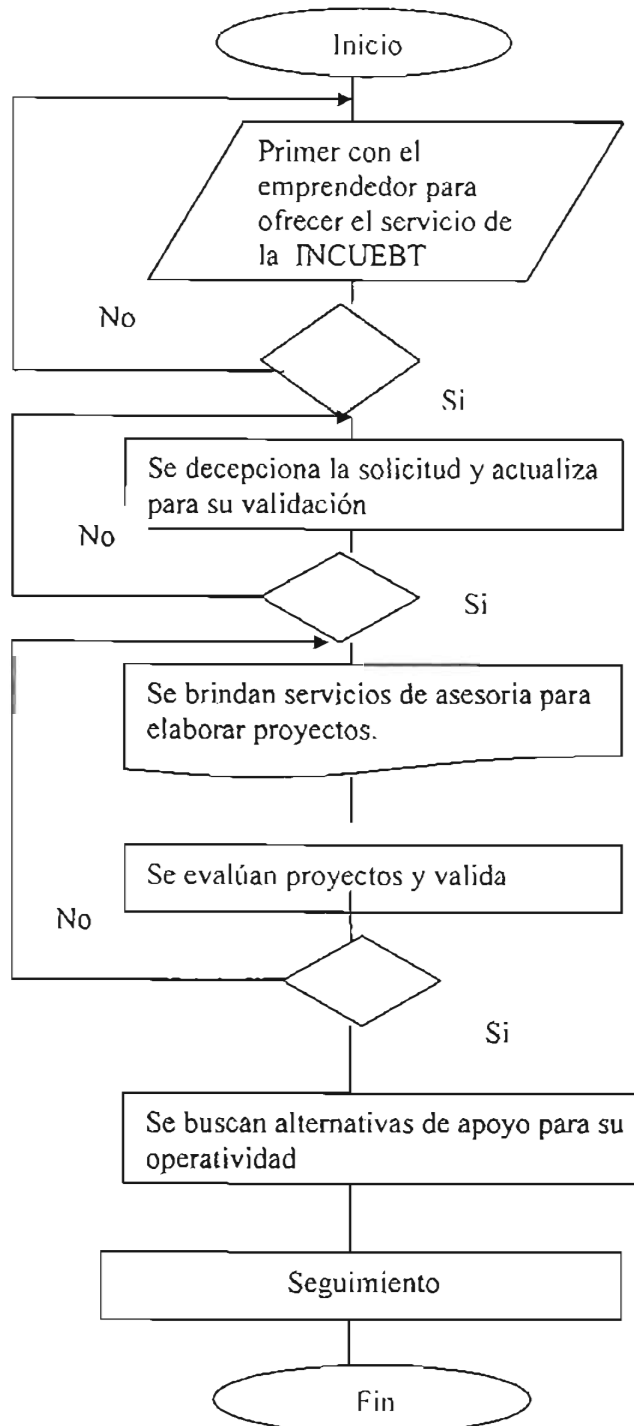 Inicio
Primer con el
emprendedor para
ofrecer el servicio de
la INCUEBT
No
Si
Se decepciona la solicitud y actualiza
para su validación
No
Si
Se brindan servicios de asesoria para
elaborar proyectos.
Se evalúan proyectos y valida
No
Si
Se buscan alternativas de apoyo para su
operatividad
Seguimiento
Fin